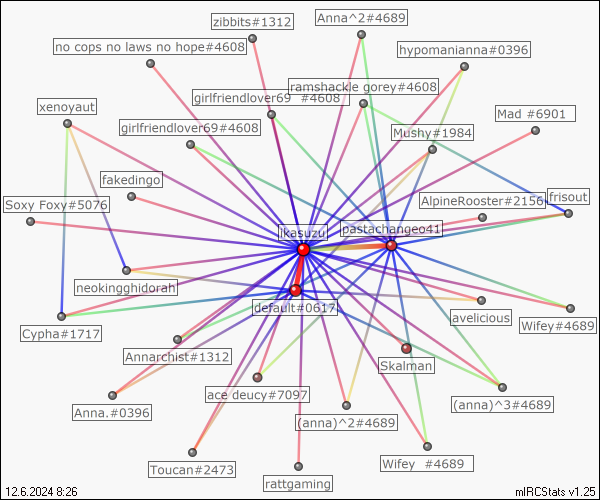 zibbits#1312
Anna^2#4689
no cops no laws no hope#4608
hypomanianna#0396
ramshackle gorey#4608
girlfriendlover69 #4608
xenoyaut
Mad #6901
girlfriendlover69#4608
Mushy#1984
fakedingo
AlpineRooster#2156
frisout
Soxy Foxy#5076
ikasuzu
pastachangeo41
neokingghidorah
default#0617
avelicious
Wifey#4689
Cypha#1717
Annarchist#1312
Skalman
ace deucy#7097
(anna)^3#4689
Anna.#0396
(anna)^2#4689
Toucan#2473
Wifey #4689
rattgaming
12.6.2024 8:26
mIRCStats v1.25